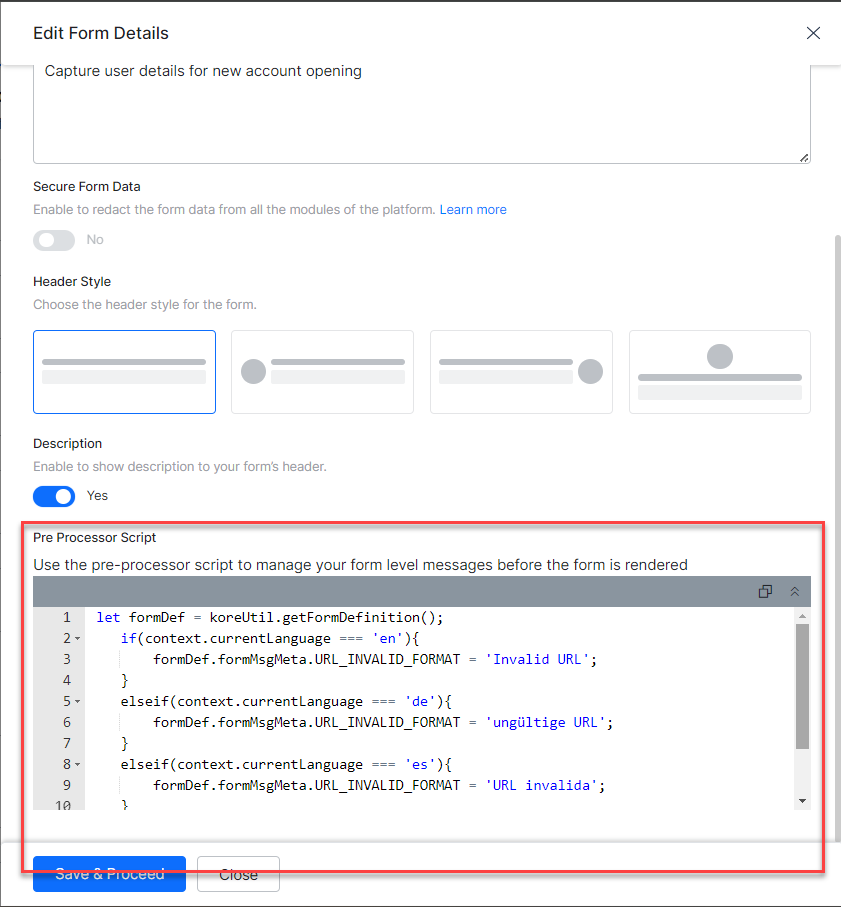 Edit Form Details
Capture user details for new account opening
Secure Form Data
Enable to redact the form data from all the modules of the platform. Learn more
No
Header Style
Choose the header style for the form.
Description
Enable to show description to your form's header.
Yes
Pre Processor Script
Use the pre-processor script to manage your form level messages before the form is rendered
1 let formDef = koreUtil.getFormDefinition();
2 if(context.currentLanguage === 'en'){
3 formDef.formMsgMeta.URL_INVALID_FORMAT = 'Invalid URL';
4 }
5 elseif(context.currentLanguage === 'de'){
6 formDef.formMsgMeta.URL_INVALID_FORMAT = 'ungültige URL';
7 }
8 elseif(context.currentLanguage === 'es'){
9 formDef.formMsgMeta.URL_INVALID_FORMAT = 'URL invalida';
10 }
Save & Proceed Close